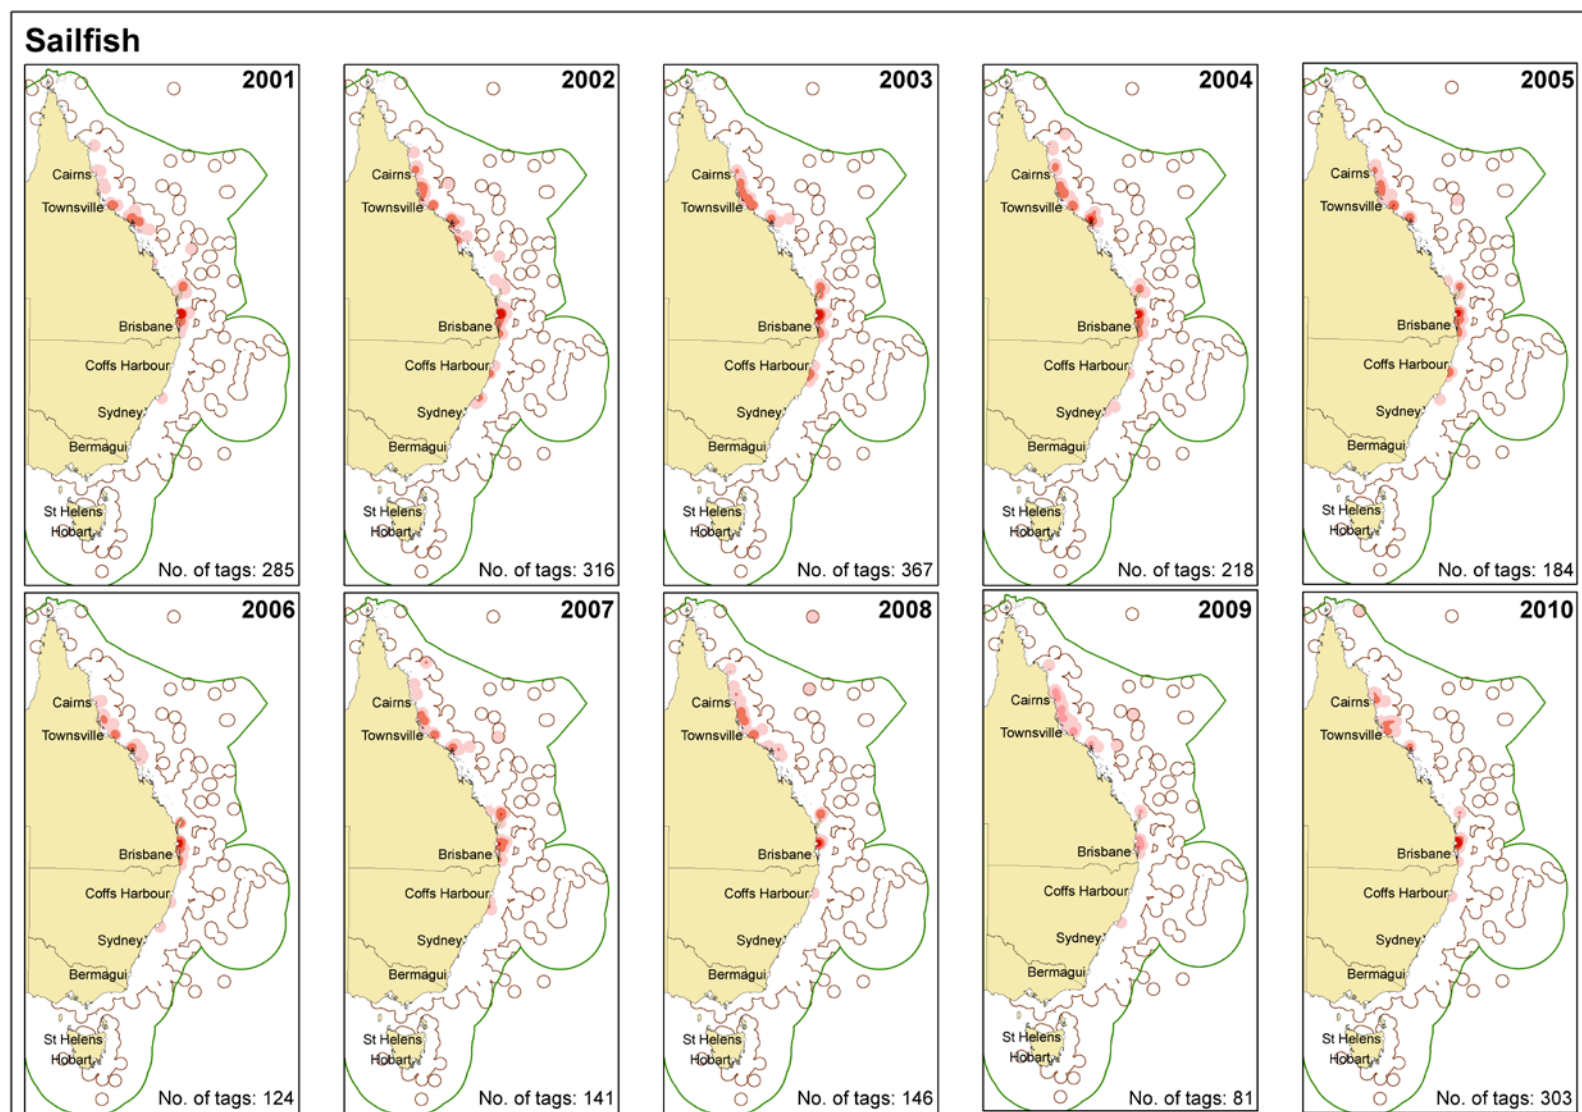 Sailfish
2001
Cairns
Townsville
Brisbane
Coffs Harbour
Sydney
Bermagui
St Helens
Hobart
No. of tags: 285
2002
Cairns
Townsville
Brisbane
Coffs Harbour
Sydney
Bermagui
St Helens
Hobart
No. of tags: 316
2003
Cairns
Townsville
Brisbane
Coffs Harbour
Sydney
Bermagui
St Helens
Hobart
No. of tags: 367
2004
Cairns
Townsville
Brisbane
Coffs Harbour
Sydney
Bermagui
St Helens
Hobart
No. of tags: 218
2005
Cairns
Townsville
Brisbane
Coffs Harbour
Sydney
Bermagui
St Helens
Hobart
No. of tags: 184
2006
Cairns
Townsville
Brisbane
Coffs Harbour
Sydney
Bermagui
St Helens
Hobart
No. of tags: 124
2007
Cairns
Townsville
Brisbane
Coffs Harbour
Sydney
Bermagui
St Helens
Hobart
No. of tags: 141
2008
Cairns
Townsville
Brisbane
Coffs Harbour
Sydney
Bermagui
St Helens
Hobart
No. of tags: 146
2009
Cairns
Townsville
Brisbane
Coffs Harbour
Sydney
Bermagui
St Helens
Hobart
No. of tags: 81
2010
Cairns
Townsville
Brisbane
Coffs Harbour
Sydney
Bermagui
St Helens
Hobart
No. of tags: 303